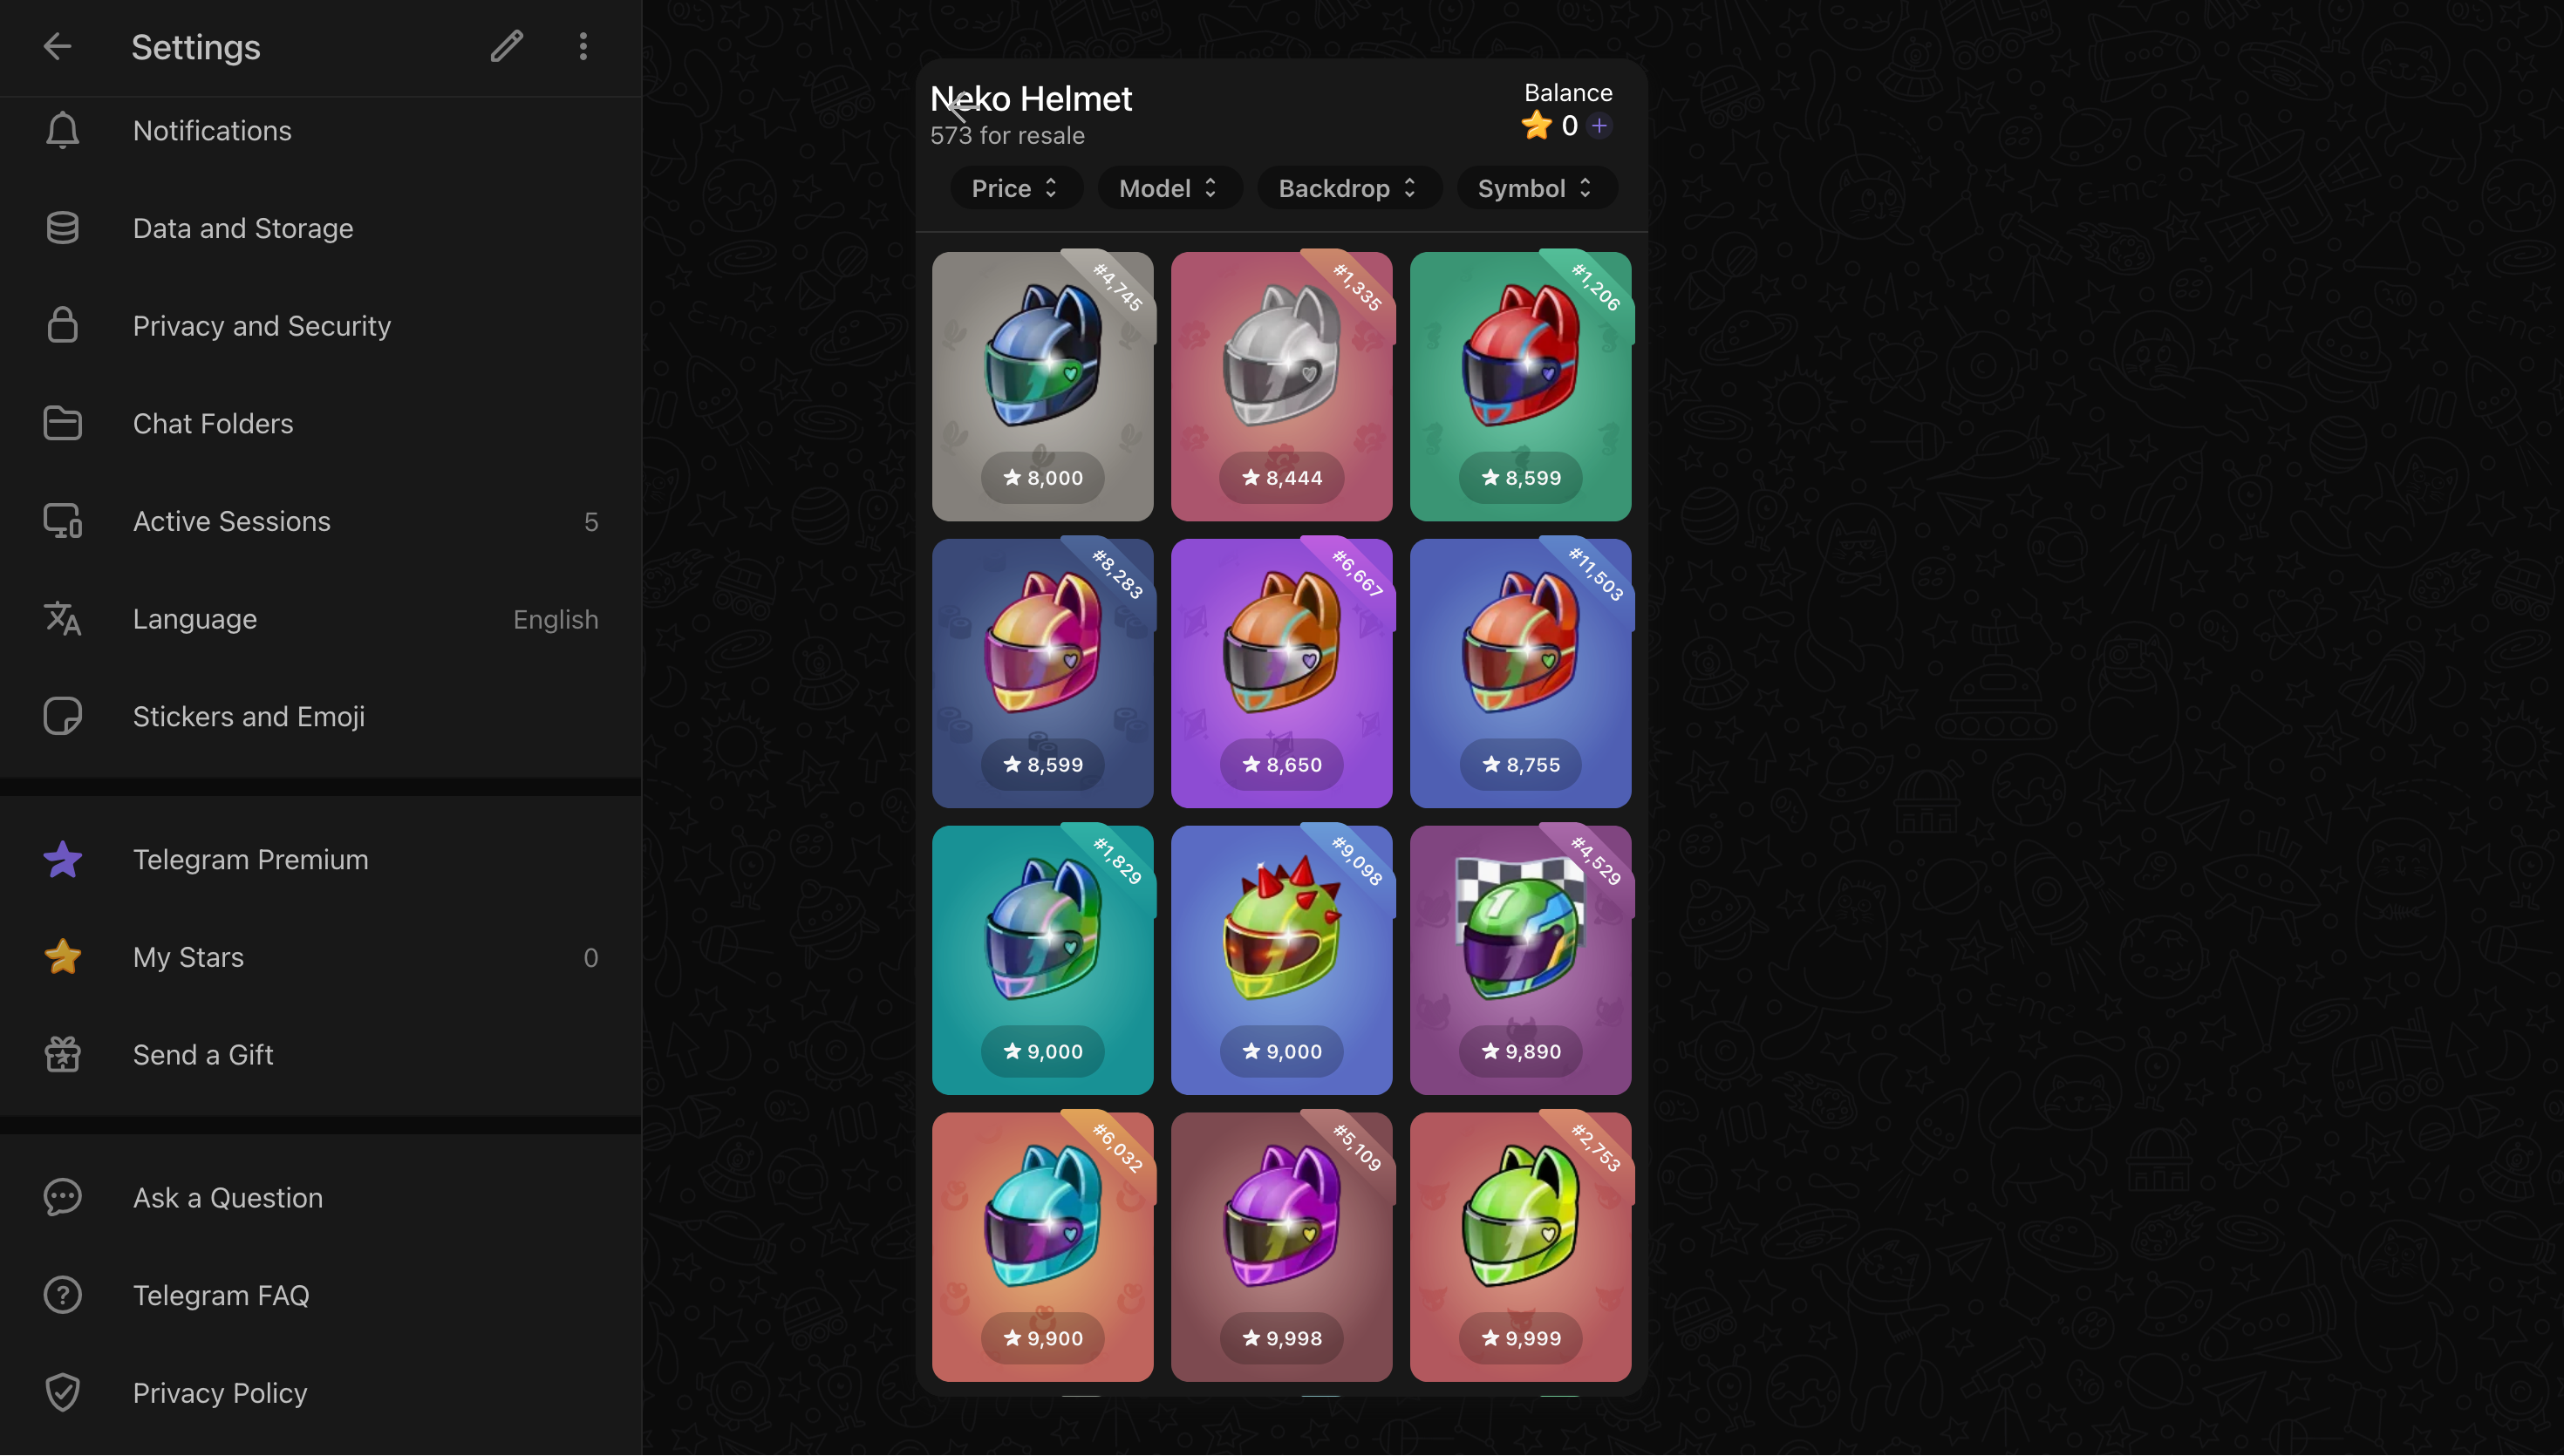 Settings
Notifications
Data and Storage
Privacy and Security
Chat Folders
Active Sessions 5
Language English
Stickers and Emoji
Telegram Premium
My Stars 0
Send a Gift
Ask a Question
Telegram FAQ
Privacy Policy
Neko Helmet
573 for resale
Balance
0 +
Price
Model
Backdrop
Symbol
#4,745
8,000
#1,335
8,444
#1,206
8,599
#8,283
8,599
#6,667
8,650
#11,503
8,755
#1,829
9,000
#9,098
9,000
#4,529
1
9,890
#6,032
9,900
#5,109
9,998
#2,753
9,999